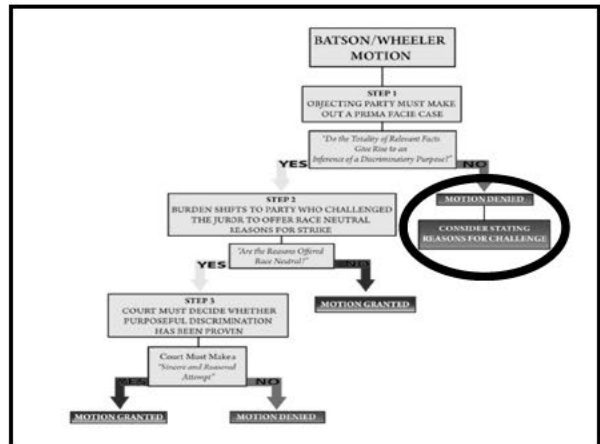 BATSON/WHEELER
MOTION
STEP 1
OBJECTING PARTY MUST MAKE
OUT A PRIMA FACIE CASE
"Do the Totality of Relevant Facts
Give Rise to an
Inference of a Discriminatory Purpose?"
YES
NO
STEP 2
BURDEN SHIFTS TO PARTY WHO CHALLENGED
THE JUROR TO OFFER RACE NEUTRAL
REASONS FOR STRIKE
MOTION DENIED
CONSIDER STATING
REASONS FOR CHALLENGE
"Are the Reasons Offered
Race Neutral?"
YES
NO
STEP 3
COURT MUST DECIDE WHETHER
PURPOSEFUL DISCRIMINATION
HAS BEEN PROVEN
MOTION GRANTED
Court Must Make a
"Sincere and Reasoned
Attempt"
YES
NO
MOTION GRANTED
MOTION DENIED